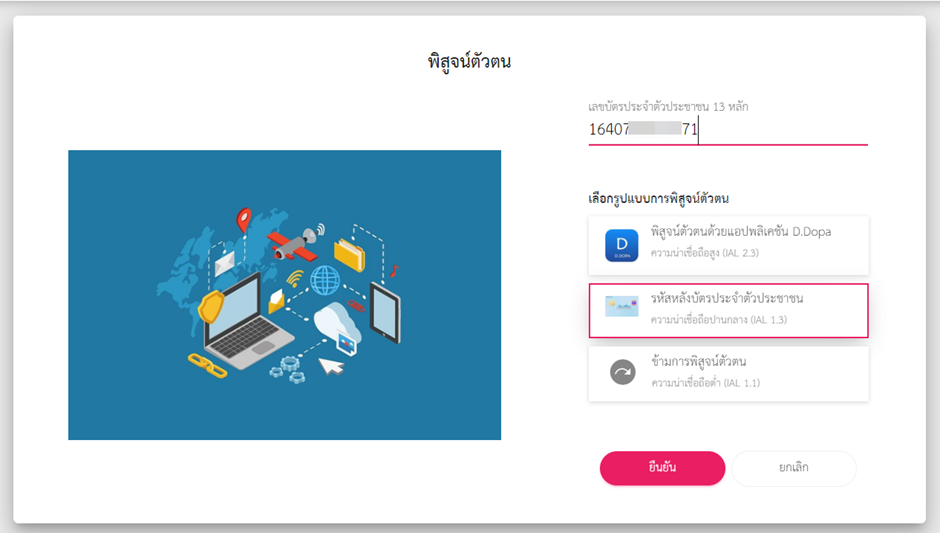 พิสูจน์ตัวตน
เลขบัตรประจำตัวประชาชน 13 หลัก
16407 71
เลือกรูปแบบการพิสูจน์ตัวตน
D
D.DOPA
พิสูจน์ตัวตนด้วยแอปพลิเคชัน D.Dopa
ความน่าเชื่อถือสูง (IAL 2.3)
รหัสหลังบัตรประจำตัวประชาชน
ความน่าเชื่อถือปานกลาง (IAL 1.3)
ข้ามการพิสูจน์ตัวตน
ความน่าเชื่อถือต่ำ (IAL 1.1)
ยืนยัน
ยกเลิก